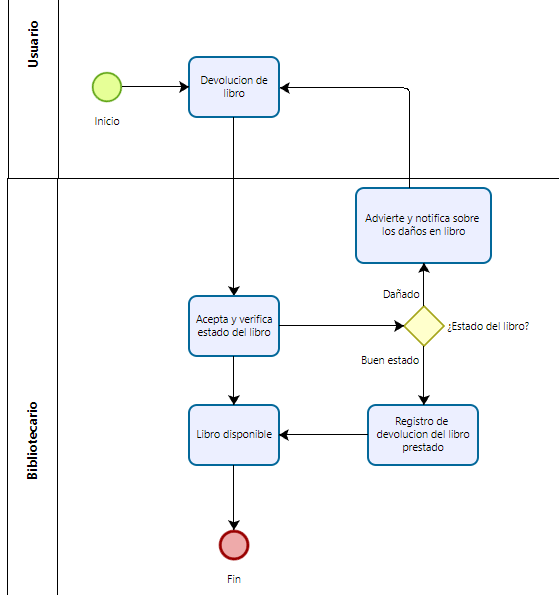 Usuario
Devolucion de
libro
Inicio
Bibliotecario
Advierte y notifica sobre
los daños en libro
Dañado
Acepta y verifica
estado del libro
¿Estado del libro?
Buen estado
Libro disponible
Registro de
devolucion del libro
prestado
Fin